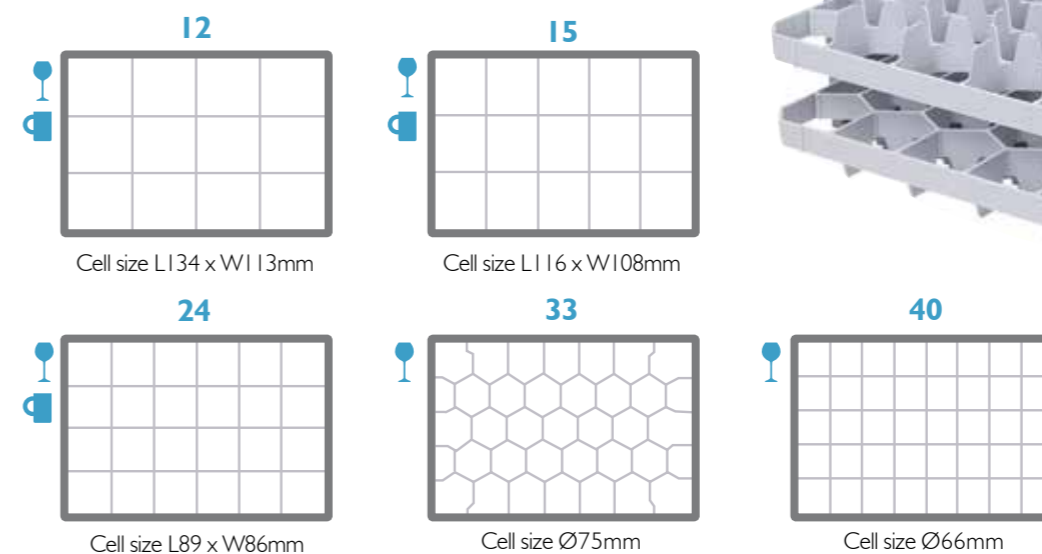 12
15
Cell size L134 x W113mm
Cell size L116 x W108mm
24
33
40
Cell size L89 x W86mm
Cell size Ø75mm
Cell size Ø66mm